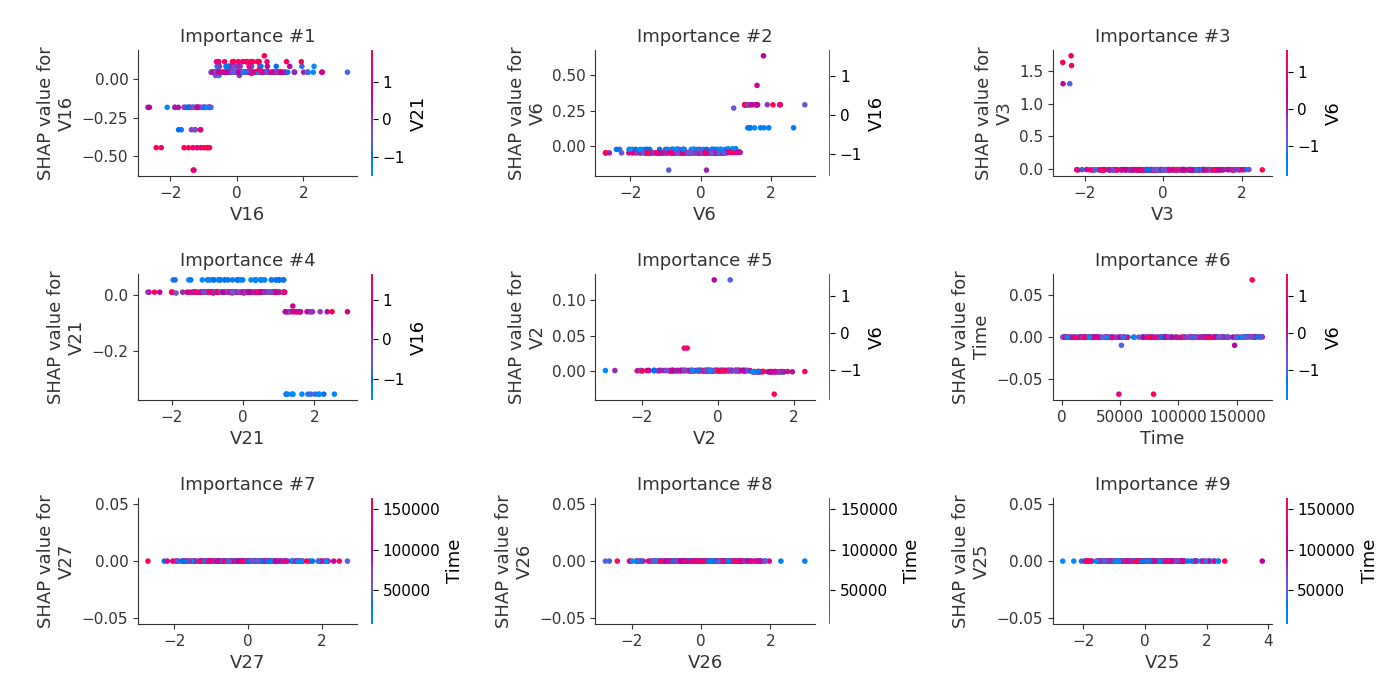 Importance #1
SHAP value for
V16
0.00
−0.25
−0.50
−2
0
2
V16
1
0
−1
V21
Importance #2
SHAP value for
V6
0.50
0.25
0.00
−2
0
2
V6
1
0
−1
V16
Importance #3
SHAP value for
V3
1.5
1.0
0.5
0.0
−2
0
2
V3
1
0
−1
V6
Importance #4
SHAP value for
V21
0.0
−0.2
−2
0
2
V21
1
0
−1
V16
Importance #5
SHAP value for
V2
0.10
0.05
0.00
−2
0
2
V2
1
0
−1
V6
Importance #6
SHAP value for
Time
0.05
0.00
−0.05
0
50000
100000
150000
Time
1
0
−1
V6
Importance #7
SHAP value for
V27
0.05
0.00
−0.05
−2
0
2
V27
150000
100000
50000
Time
Importance #8
SHAP value for
V26
0.05
0.00
−0.05
−2
0
2
V26
150000
100000
50000
Time
Importance #9
SHAP value for
V25
0.05
0.00
−0.05
−2
0
2
4
V25
150000
100000
50000
Time